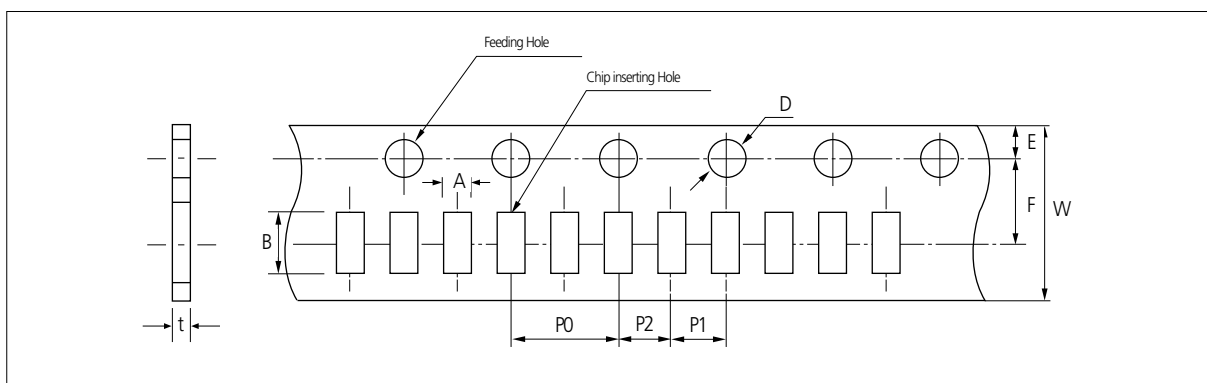 Feeding Hole
Chip inserting Hole
D
E
A
F
W
B
P0
P2
P1
t